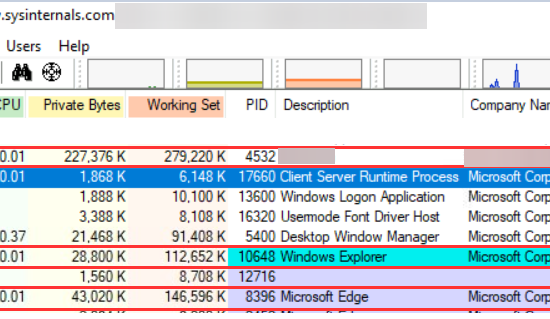 .sysinternals.com
Users Help
CPU Private Bytes Working Set PID Description Company Nam
0.01 227,376 K 279,220 K 4532
0.01 1,868 K 6,148 K 17660 Client Server Runtime Process Microsoft Corp
1,888 K 10,100 K 13600 Windows Logon Application Microsoft Corp
3,388 K 8,108 K 16320 Usermode Font Driver Host Microsoft Corp
0.37 21,468 K 91,408 K 5400 Desktop Window Manager Microsoft Corp
0.01 28,800 K 112,652 K 10648 Windows Explorer Microsoft Corp
1,560 K 8,708 K 12716
0.01 43,020 K 146,596 K 8396 Microsoft Edge Microsoft Corp